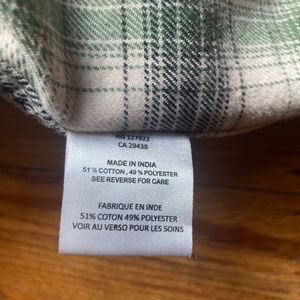 RN 127922
CA 29438
MADE IN INDIA
51 % COTTON , 49 % POLYESTER
SEE REVERSE FOR CARE
FABRIQUE EN INDE
51% COTON 49% POLYESTER
VOIR AU VERSO POUR LES SOINS